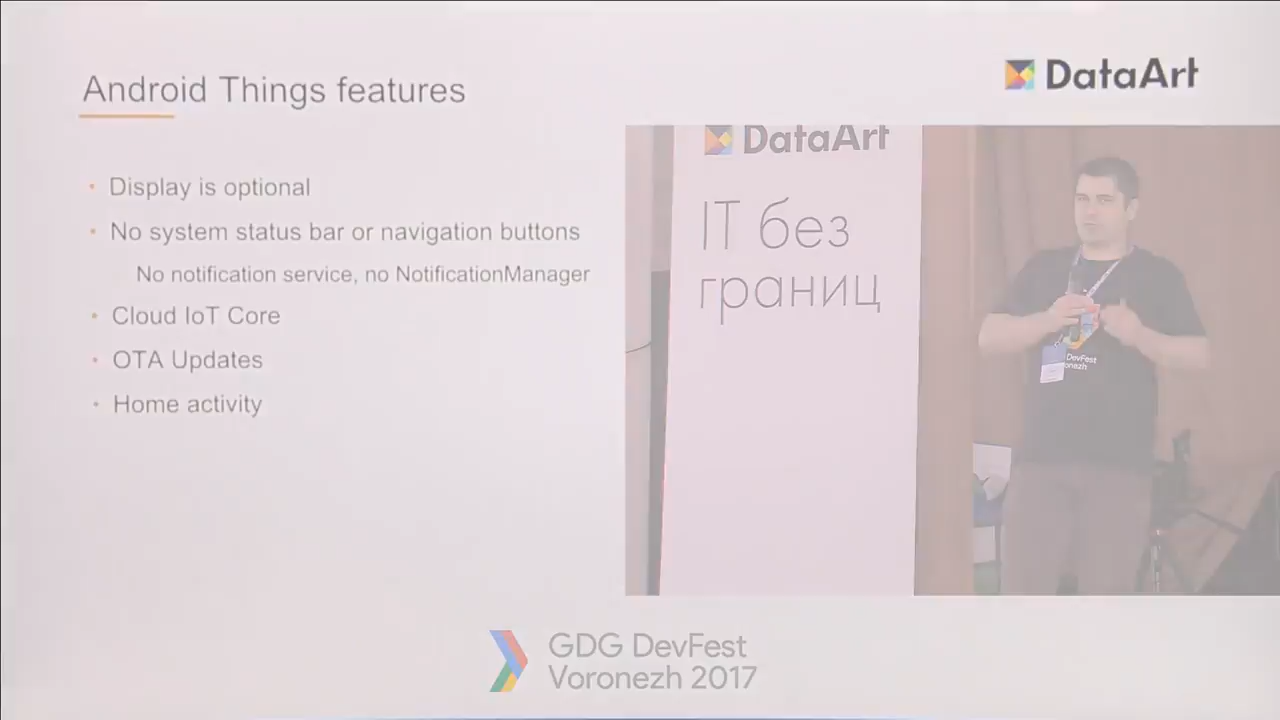 Android Things features
DataArt
Display is optional
No system status bar or navigation buttons
No notification service, no NotificationManager
Cloud IoT Core
OTA Updates
Home activity
DataArt
IT без
границ
DevFest
Voronezh
GDG DevFest
Voronezh 2017